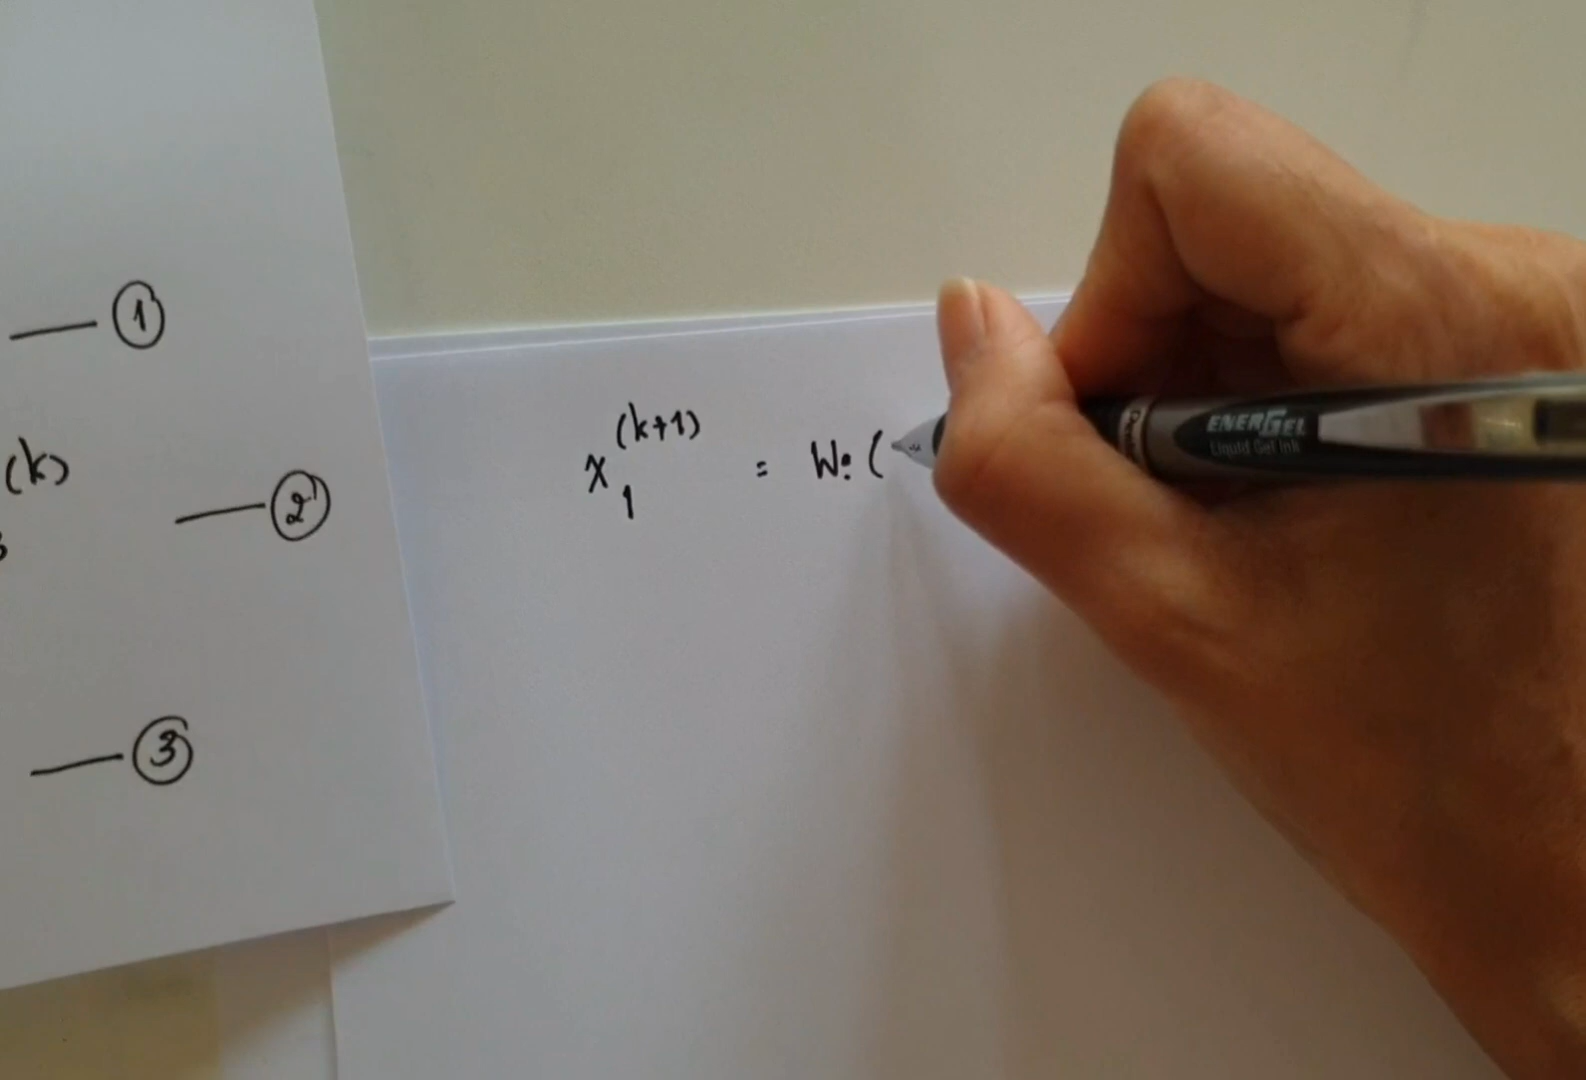 ①
(k)
②
③
x₁⁽ᵏ⁺¹⁾ = W. (
ENERGEL
Liquid Gel Ink